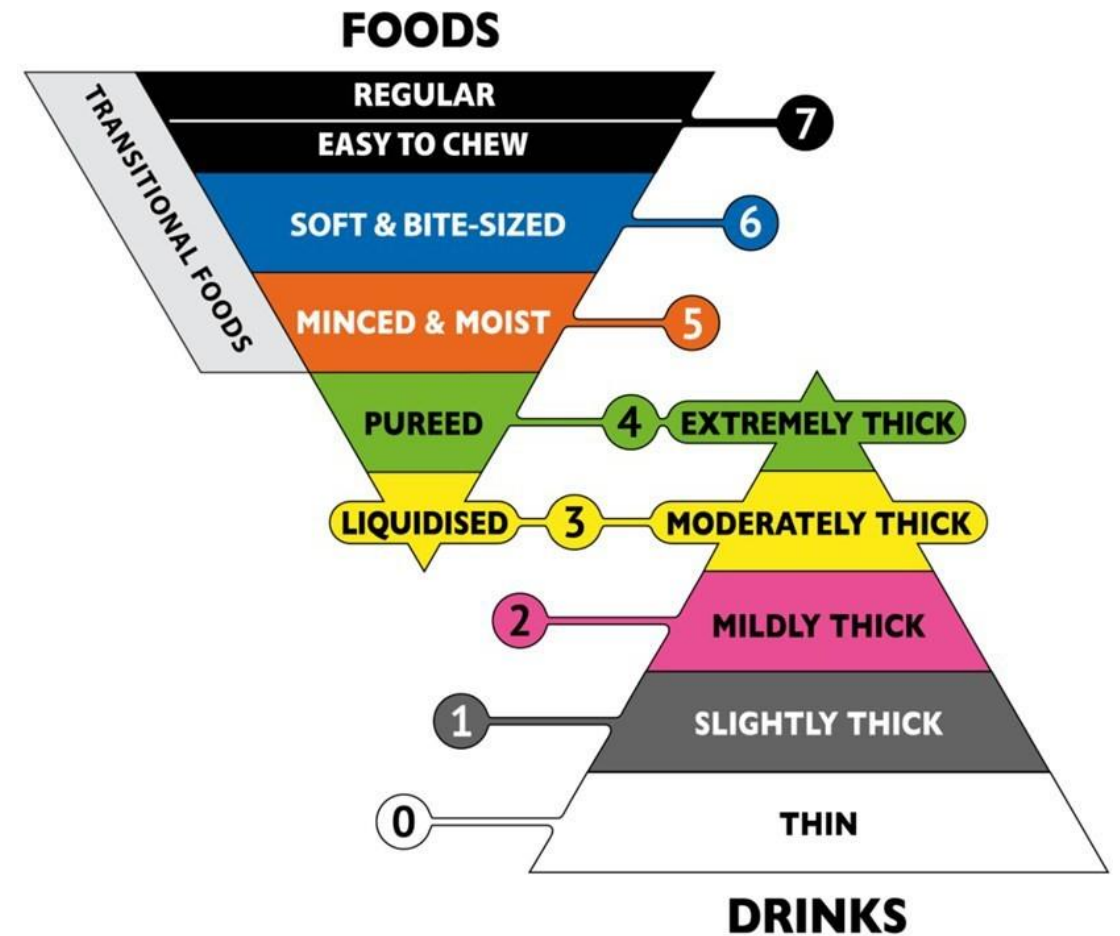 FOODS
TRANSITIONAL FOODS
REGULAR
7
EASY TO CHEW
SOFT & BITE-SIZED
6
MINCED & MOIST
5
PUREED
4
EXTREMELY THICK
LIQUIDISED
3
MODERATELY THICK
2
MILDLY THICK
1
SLIGHTLY THICK
0
THIN
DRINKS